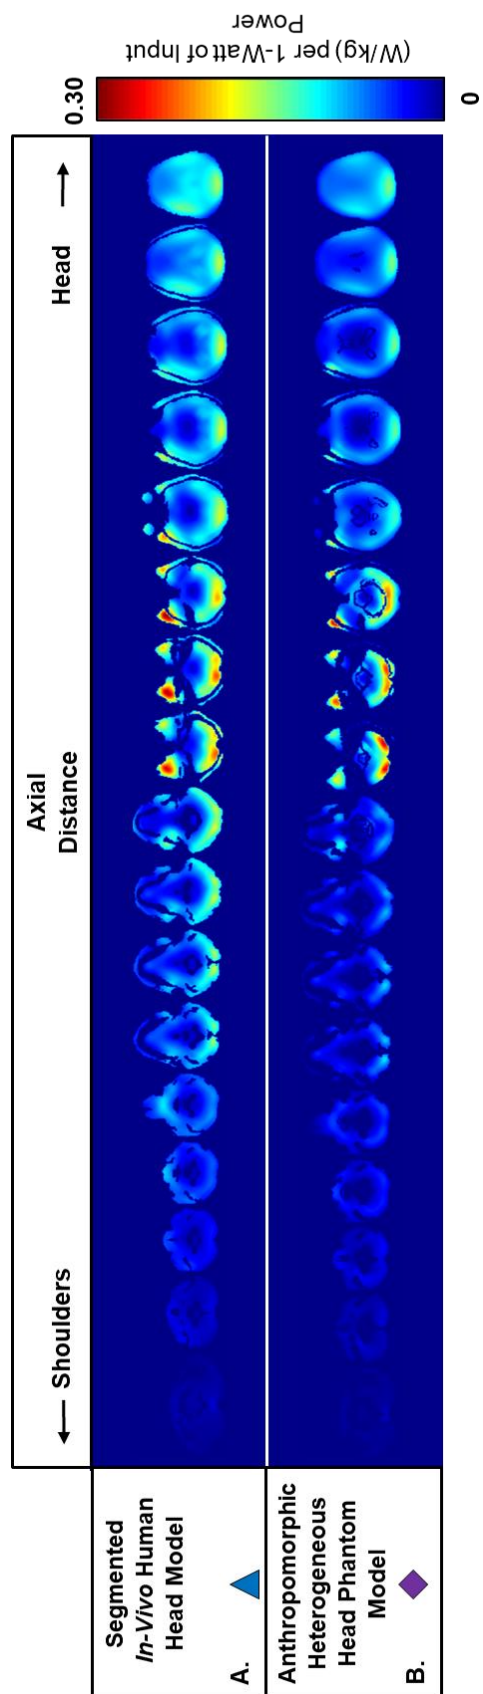 Axial
Distance
← Shoulders
Head →
Segmented
In-Vivo Human
Head Model
A.
Anthopomorphic
Heterogeneous
Head Phantom
Model
B.
0.30
0
(W/kg) per 1-Watt of Input
Power